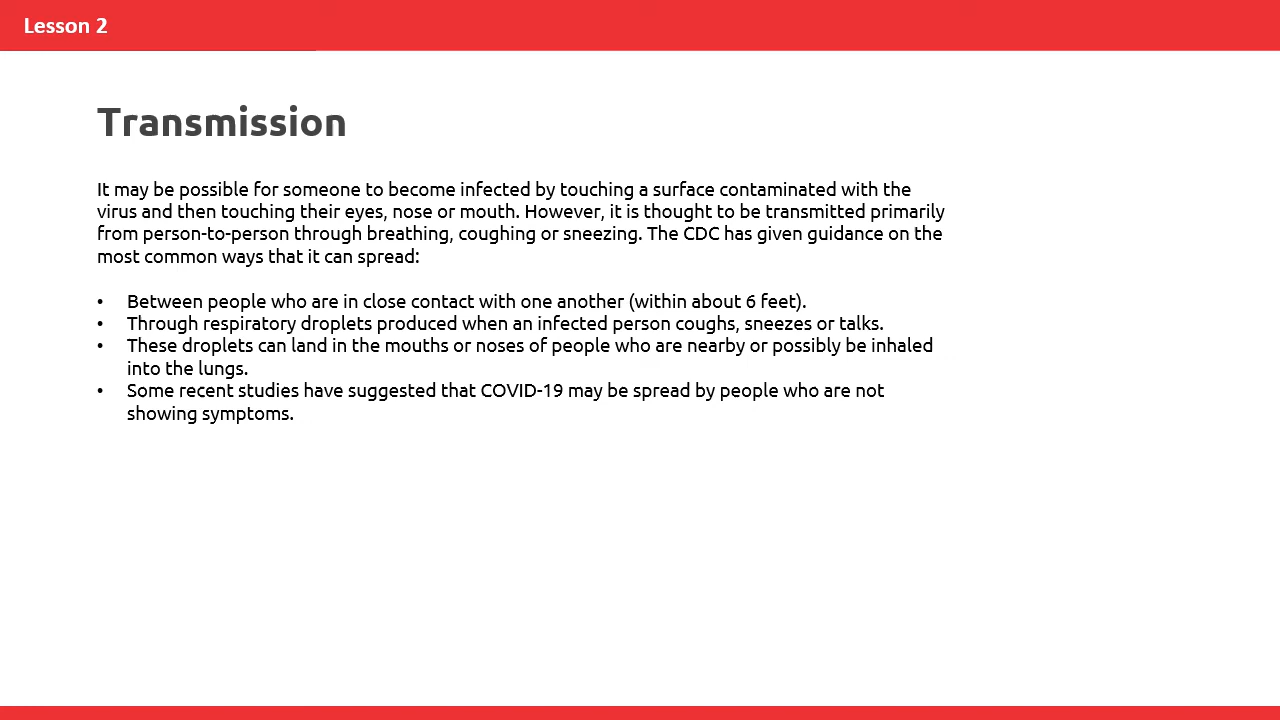 Lesson 2
Transmission
It may be possible for someone to become infected by touching a surface contaminated with the
virus and then touching their eyes, nose or mouth. However, it is thought to be transmitted primarily
from person-to-person through breathing, coughing or sneezing. The CDC has given guidance on the
most common ways that it can spread:
• Between people who are in close contact with one another (within about 6 feet).
• Through respiratory droplets produced when an infected person coughs, sneezes or talks.
• These droplets can land in the mouths or noses of people who are nearby or possibly be inhaled
into the lungs.
• Some recent studies have suggested that COVID-19 may be spread by people who are not
showing symptoms.